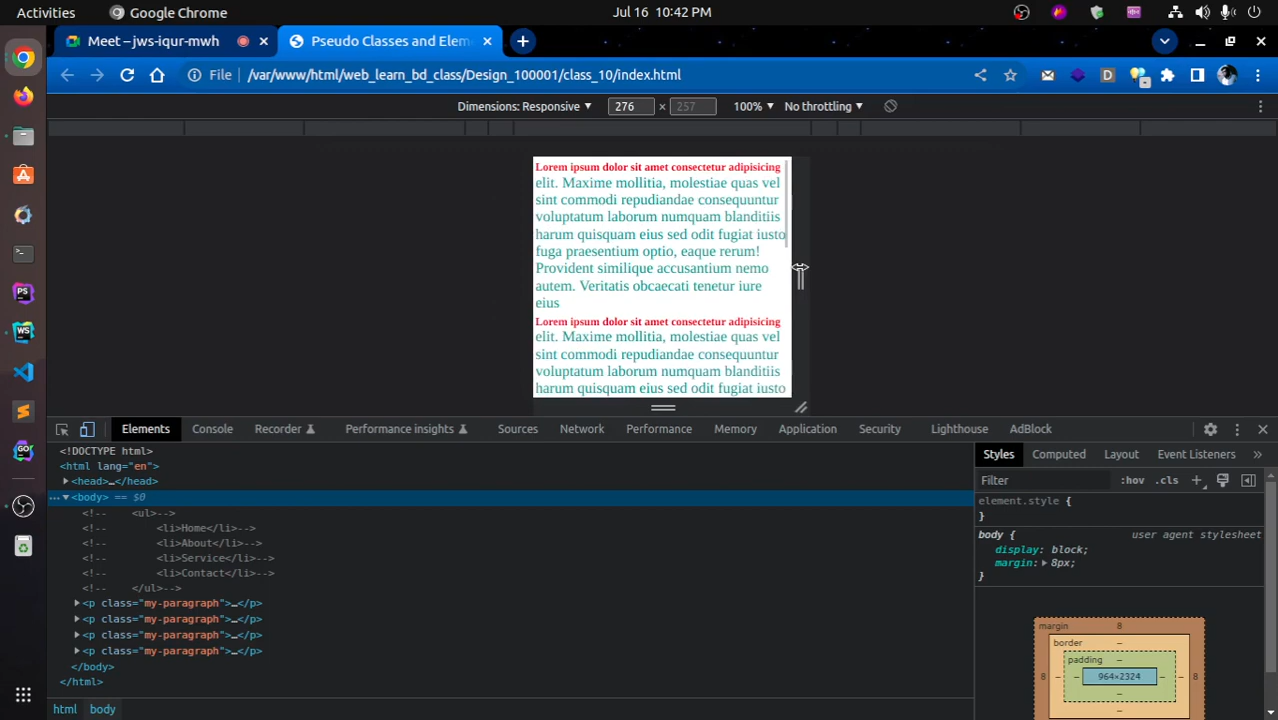 Activities Google Chrome Jul 16 10:42 PM
Meet – jws-iqur-mwh Pseudo Classes and Elem
File /var/www/html/web_learn_bd_class/Design_100001/class_10/index.html
Dimensions: Responsive 276 × 257 100% No throttling
Lorem ipsum dolor sit amet consectetur adipisicing
elit. Maxime mollitia, molestiae quas vel
sint commodi repudiandae consequuntur
voluptatum laborum numquam blanditiis
harum quisquam eius sed odit fugiat iusto
fuga praesentium optio, eaque rerum!
Provident similique accusantium nemo
autem. Veritatis obcaecati tenetur iure
eius
Lorem ipsum dolor sit amet consectetur adipisicing
elit. Maxime mollitia, molestiae quas vel
sint commodi repudiandae consequuntur
voluptatum laborum numquam blanditiis
harum quisquam eius sed odit fugiat iusto
Elements Console Recorder Performance insights Sources Network Performance Memory Application Security Lighthouse AdBlock
<!DOCTYPE html>
<html lang="en">
<head>…</head>
<body> == $0
<!-- <ul>-->
<!-- <li>Home</li>-->
<!-- <li>About</li>-->
<!-- <li>Service</li>-->
<!-- <li>Contact</li>-->
<!-- </ul>-->
<p class="my-paragraph">…</p>
<p class="my-paragraph">…</p>
<p class="my-paragraph">…</p>
<p class="my-paragraph">…</p>
</body>
</html>
html body
Styles Computed Layout Event Listeners »
Filter :hov .cls +
element.style {
}
body { user agent stylesheet
display: block;
margin: 8px;
}
margin 8
border –
padding –
8 – – 964×2324 – – 8
–
–